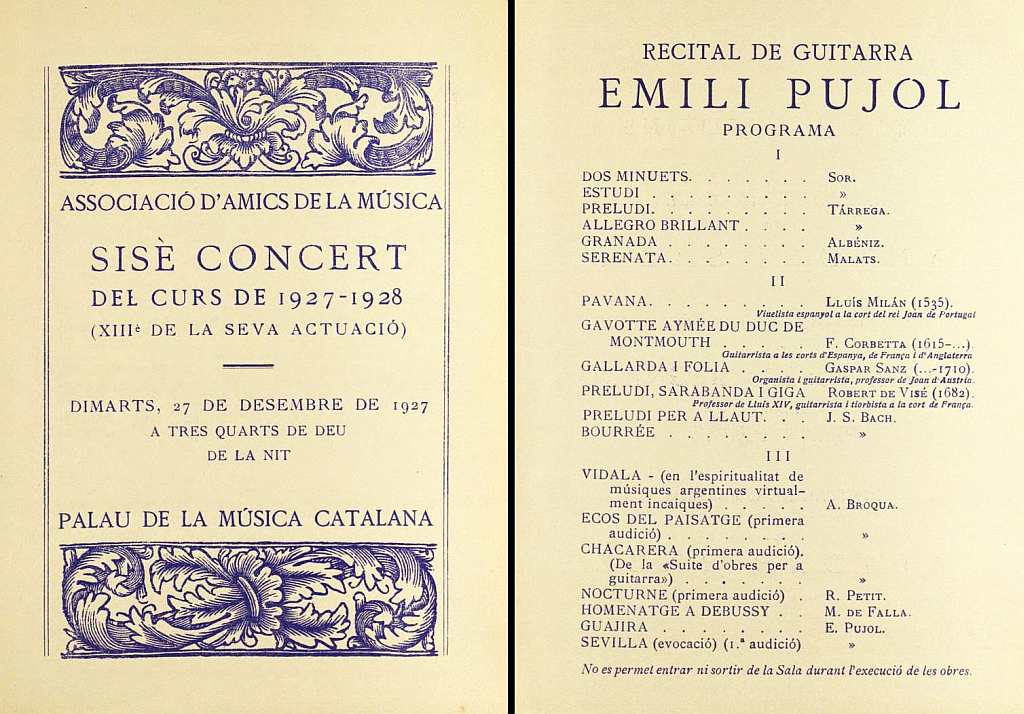 ASSOCIACIÓ D'AMICS DE LA MÚSICA
SISÈ CONCERT
DEL CURS DE 1927-1928
(XIIIè DE LA SEVA ACTUACIÓ)
DIMARTS, 27 DE DESEMBRE DE 1927
A TRES QUARTS DE DEU
DE LA NIT
PALAU DE LA MÚSICA CATALANA
RECITAL DE GUITARRA
EMILI PUJOL
PROGRAMA
I
DOS MINUETS. . . . . . . SOR.
ESTUDI . . . . . . . . . »
PRELUDI. . . . . . . . . TÁRREGA.
ALLEGRO BRILLANT . . . . »
GRANADA . . . . . . . . ALBÉNIZ.
SERENATA. . . . . . . . MALATS.
II
PAVANA. . . . . . . . . LLUÍS MILÁN (1535).
Viuelista espanyol a la cort del rei Joan de Portugal
GAVOTTE AYMÉE DU DUC DE
MONTMOUTH . . . . . F. CORBETTA (1615-...).
Guitarrista a les corts d'Espanya, de França i d'Anglaterra
GALLARDA I FOLIA . . . . GASPAR SANZ (...-1710).
Organista i guitarrista, professor de Joan d'Austria.
PRELUDI, SARABANDA I GIGA ROBERT DE VISÉ (1682).
Professor de Lluís XIV, guitarrista i tiorbista a la cort de França.
PRELUDI PER A LLAUT. . . J. S. BACH.
BOURRÉE . . . . . . . . »
III
VIDALA - (en l'espiritualitat de
músiques argentines virtual-
ment incaiques) . . . . . A. BROQUA.
ECOS DEL PAISATGE (primera
audició) . . . . . . . . »
CHACARERA (primera audició).
(De la «Suite d'obres per a
guitarra») . . . . . . . »
NOCTURNE (primera audició) . R. PETIT.
HOMENATGE A DEBUSSY . . M. DE FALLA.
GUAJIRA . . . . . . . . E. PUJOL.
SEVILLA (evocació) (1.ª audició) »
No es permet entrar ni sortir de la Sala durant l'execució de les obres.